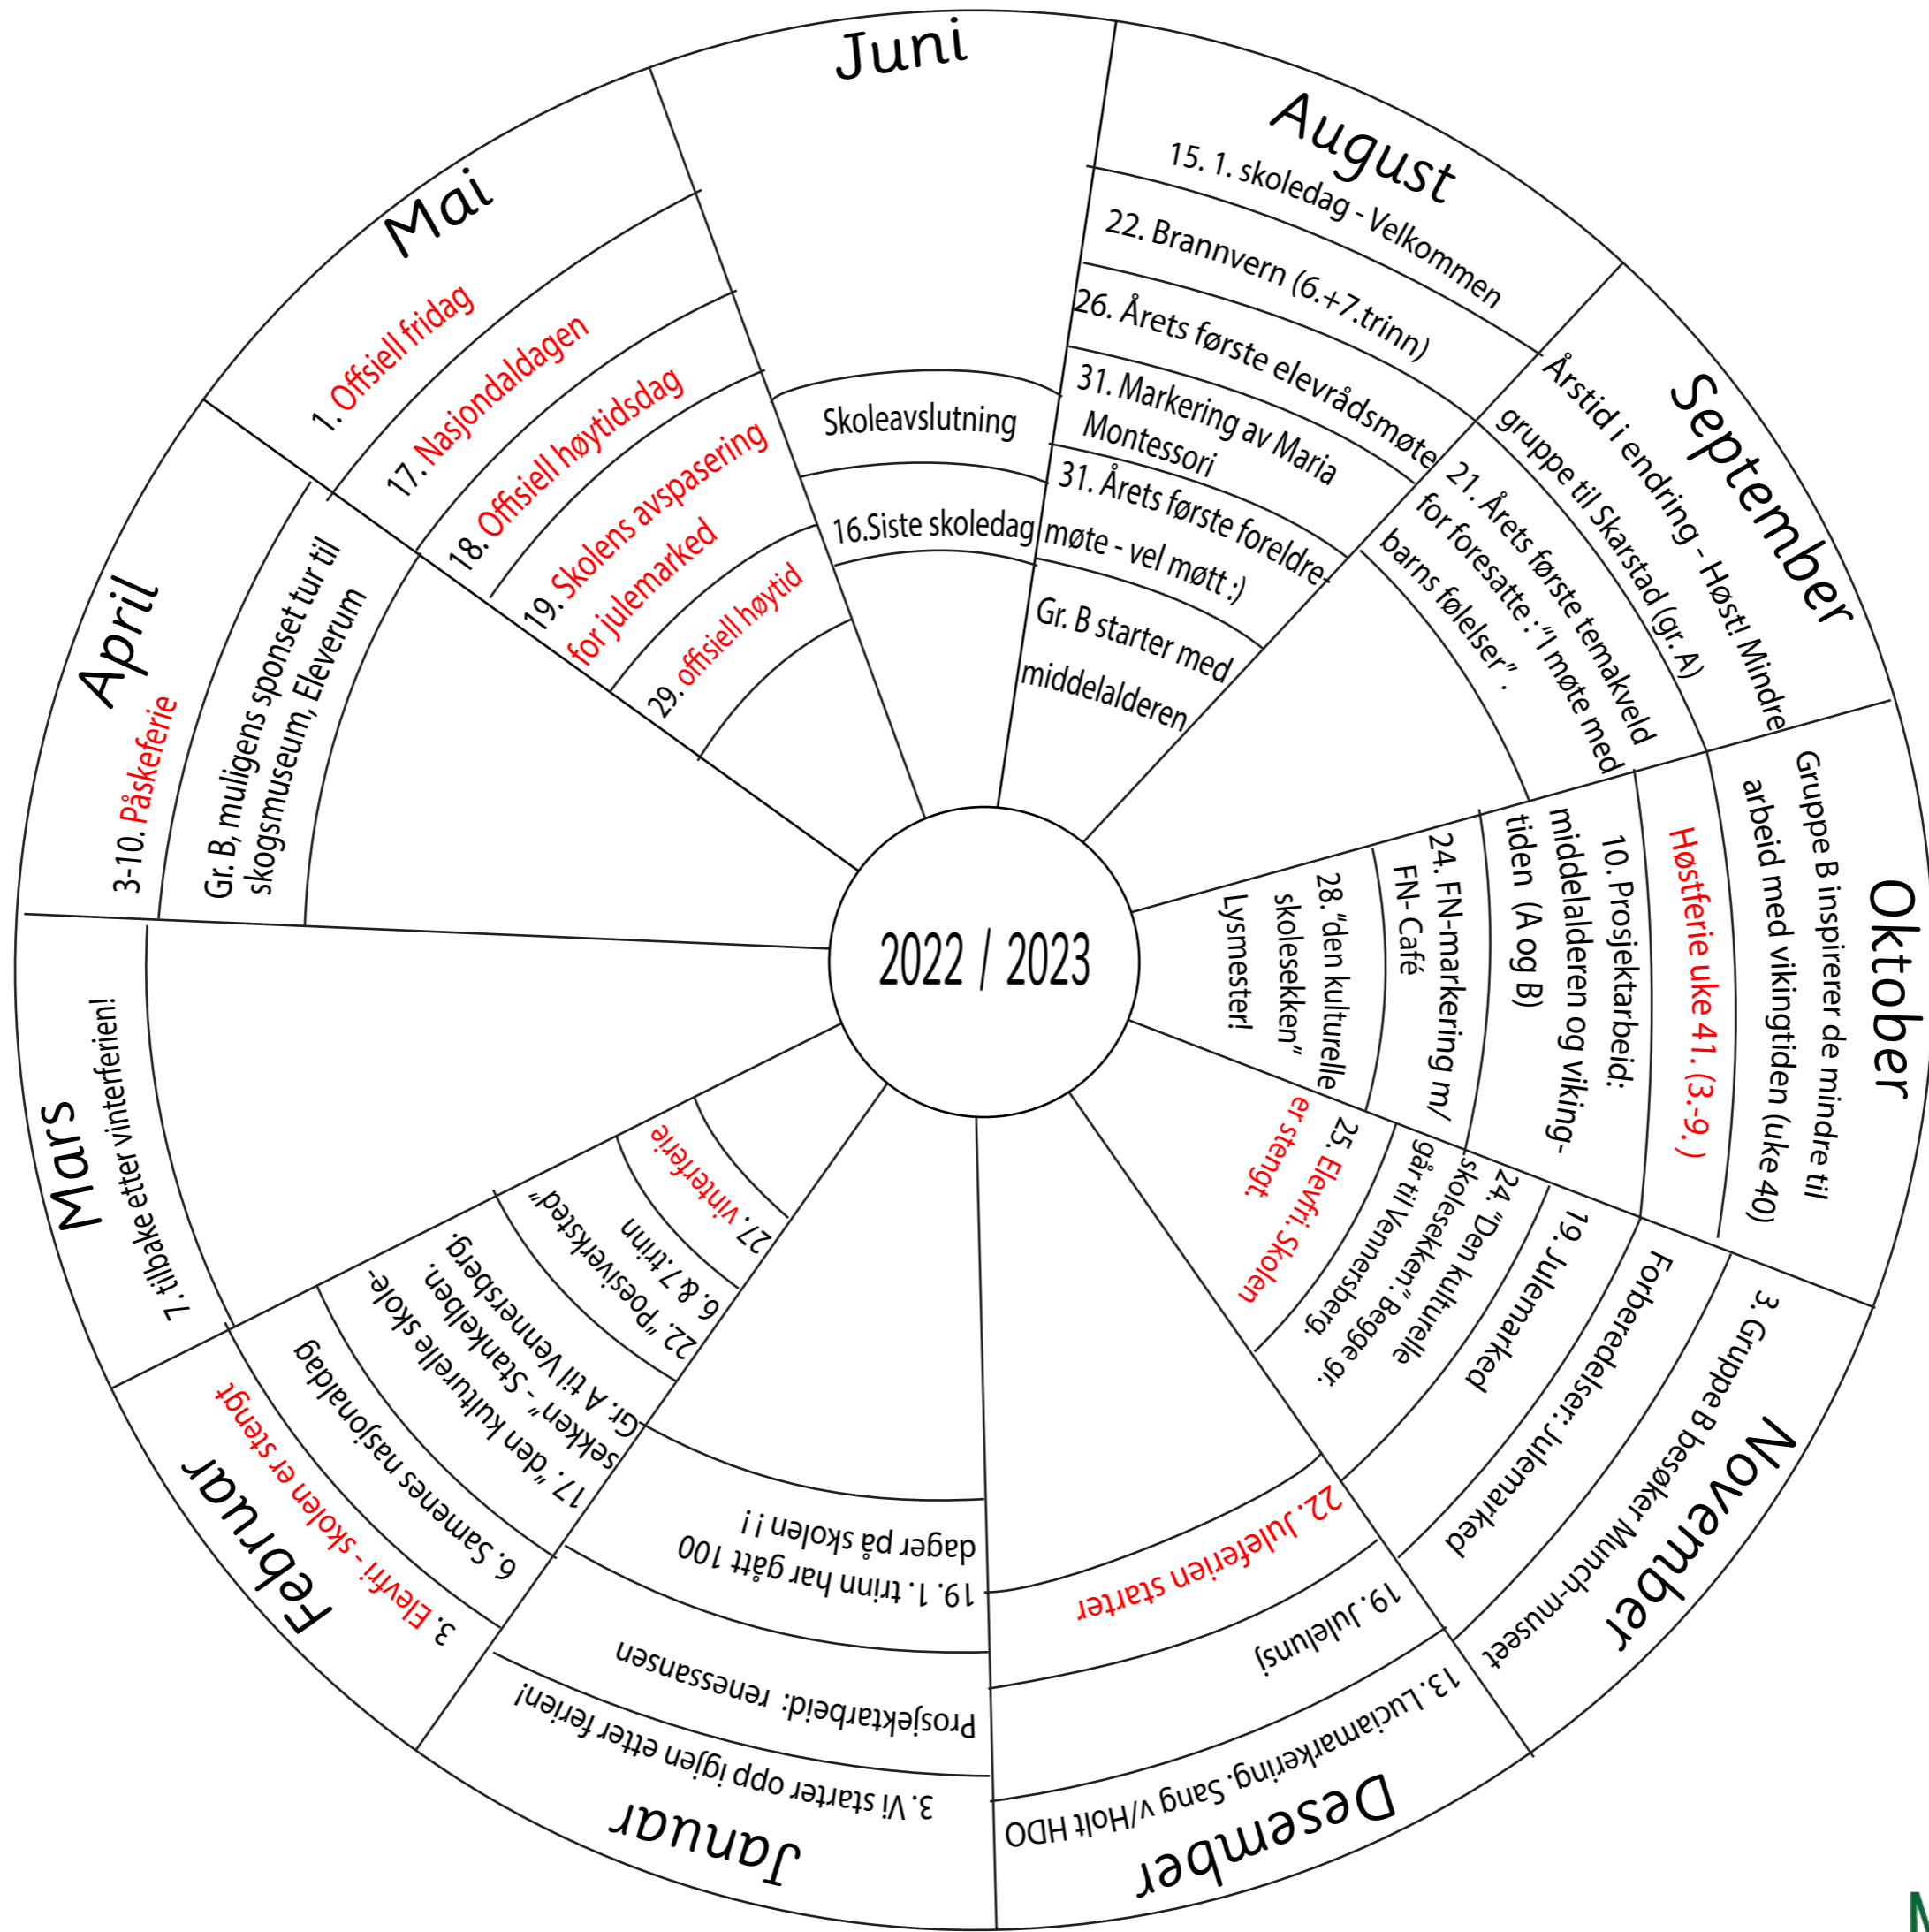 2022 / 2023
August
15. 1. skoledag - Velkommen
22. Brannvern (6.+7.trinn)
26. Årets første elevrådsmøte
31. Markering av Maria
Montessori
31. Årets første foreldre-
møte - vel møtt :)
Gr. B starter med
middelalderen
September
Årstid i endring - Høst! Mindre
gruppe til Skarstad (gr. A)
21. Årets første temakveld
for foresatte : "I møte med
barns følelser".
Oktober
Gruppe B inspirerer de mindre til
arbeid med vikingtiden (uke 40)
Høstferie uke 41. (3.-9.)
10. Prosjektarbeid:
middelalderen og viking-
tiden (A og B)
24. FN-markering m/
FN- Café
28. "den kulturelle
skolesekken"
Lysmester!
November
3. Gruppe B besøker Munch-museet
Forberedelser: Julemarked
19. Julemarked
24. "Den kulturelle
skolesekken." Begge gr.
går til Vennersberg.
25. Elevfri. Skolen
er stengt.
Desember
13. Luciamarkering. Sang v/Holt HDO
19. Julelunsj
22. Juleferien starter
Januar
3. Vi starter opp igjen etter ferien!
Prosjektarbeid: renessansen
19. 1. trinn har gått 100
dager på skolen !!
Februar
3. Elevfri - skolen er stengt
6. Samenes nasjonaldag
17. "den kulturelle skole-
sekken" - Stankelben.
Gr. A til Vennersberg.
22. "Poesiverksted"
6. & 7. trinn
27. vinterferie
Mars
7. tilbake etter vinterferien!
April
3-10. Påskeferie
Gr. B, muligens sponset tur til
skogsmuseum, Eleverum
Mai
1. Offsiell fridag
17. Nasjondaldagen
18. Offisiell høytidsdag
19. Skolens avspasering
for julemarked
29. offisiell høytid
Juni
Skoleavslutning
16.Siste skoledag